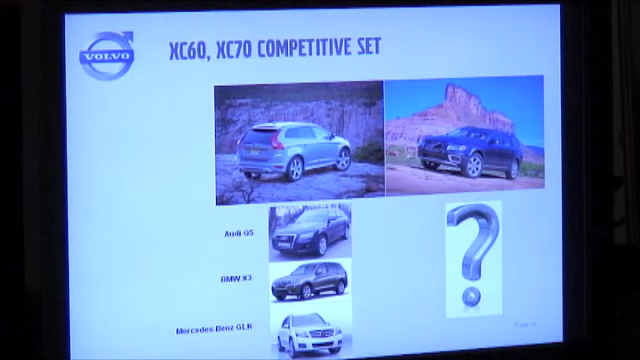 VOLVO
XC60, XC70 COMPETITIVE SET
Audi Q5
BMW X3
Mercedes-Benz GLK